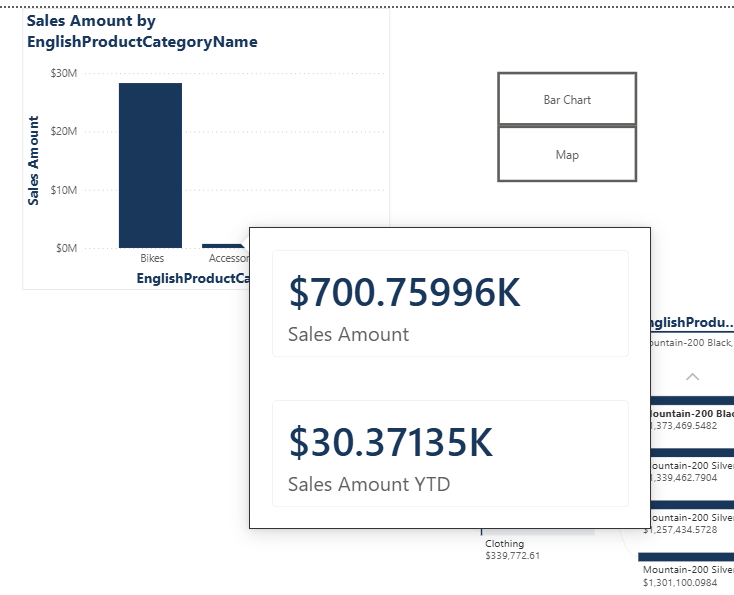 Sales Amount by
EnglishProductCategoryName
$30M
$20M
$10M
$0M
Sales Amount
Bikes
Accessor
EnglishProductCa
Bar Chart
Map
$700.75996K
Sales Amount
$30.37135K
Sales Amount YTD
nglishProdu..
ountain-200 Black,
Mountain-200 Blac
1,373,469.5482
ountain-200 Silve
1,339,462.7904
ountain-200 Silve
$1,257,434.5728
Mountain-200 Silve
$1,301,100.0984
Clothing
$339,772.61